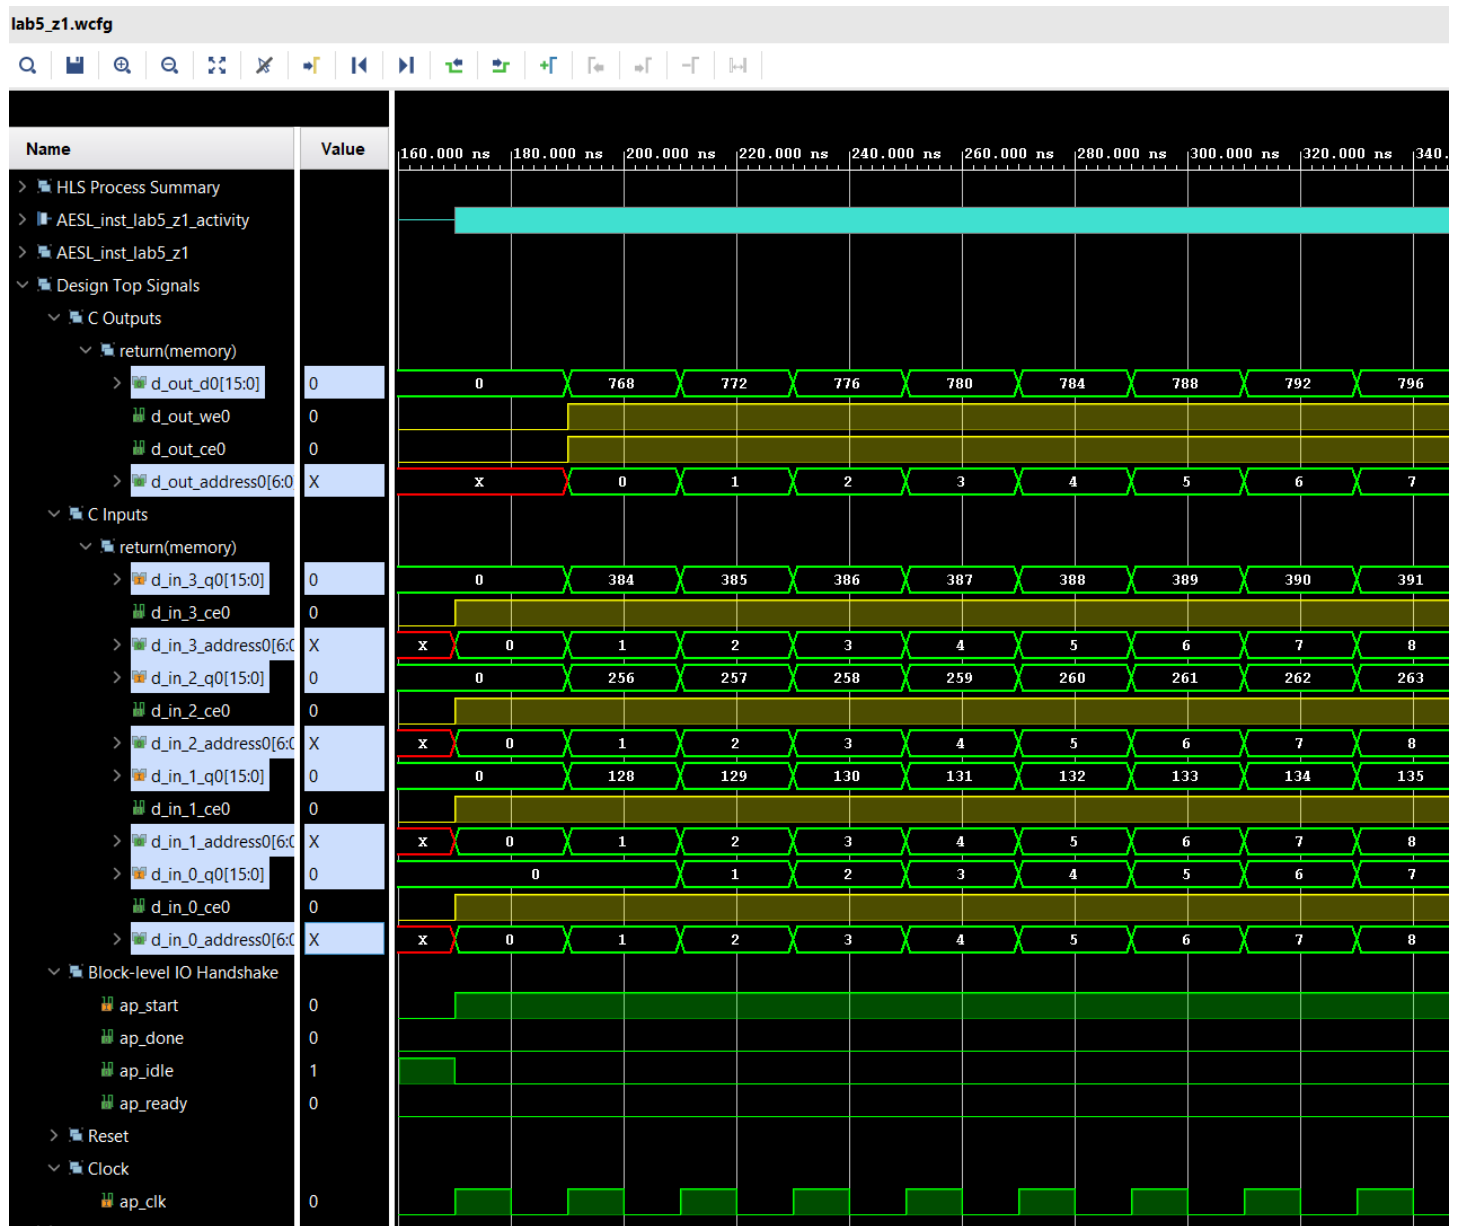 lab5_z1.wcfg
Name Value 160.000 ns 180.000 ns 200.000 ns 220.000 ns 240.000 ns 260.000 ns 280.000 ns 300.000 ns 320.000 ns 340.
HLS Process Summary
AESL_inst_lab5_z1_activity
AESL_inst_lab5_z1
Design Top Signals
C Outputs
return(memory)
d_out_d0[15:0] 0 0 768 772 776 780 784 788 792 796
d_out_we0 0
d_out_ce0 0
d_out_address0[6:0 X X 0 1 2 3 4 5 6 7
C Inputs
return(memory)
d_in_3_q0[15:0] 0 0 384 385 386 387 388 389 390 391
d_in_3_ce0 0
d_in_3_address0[6:0 X X 0 1 2 3 4 5 6 7 8
d_in_2_q0[15:0] 0 0 256 257 258 259 260 261 262 263
d_in_2_ce0 0
d_in_2_address0[6:0 X X 0 1 2 3 4 5 6 7 8
d_in_1_q0[15:0] 0 0 128 129 130 131 132 133 134 135
d_in_1_ce0 0
d_in_1_address0[6:0 X X 0 1 2 3 4 5 6 7 8
d_in_0_q0[15:0] 0 0 1 2 3 4 5 6 7
d_in_0_ce0 0
d_in_0_address0[6:0 X X 0 1 2 3 4 5 6 7 8
Block-level IO Handshake
ap_start 0
ap_done 0
ap_idle 1
ap_ready 0
Reset
Clock
ap_clk 0